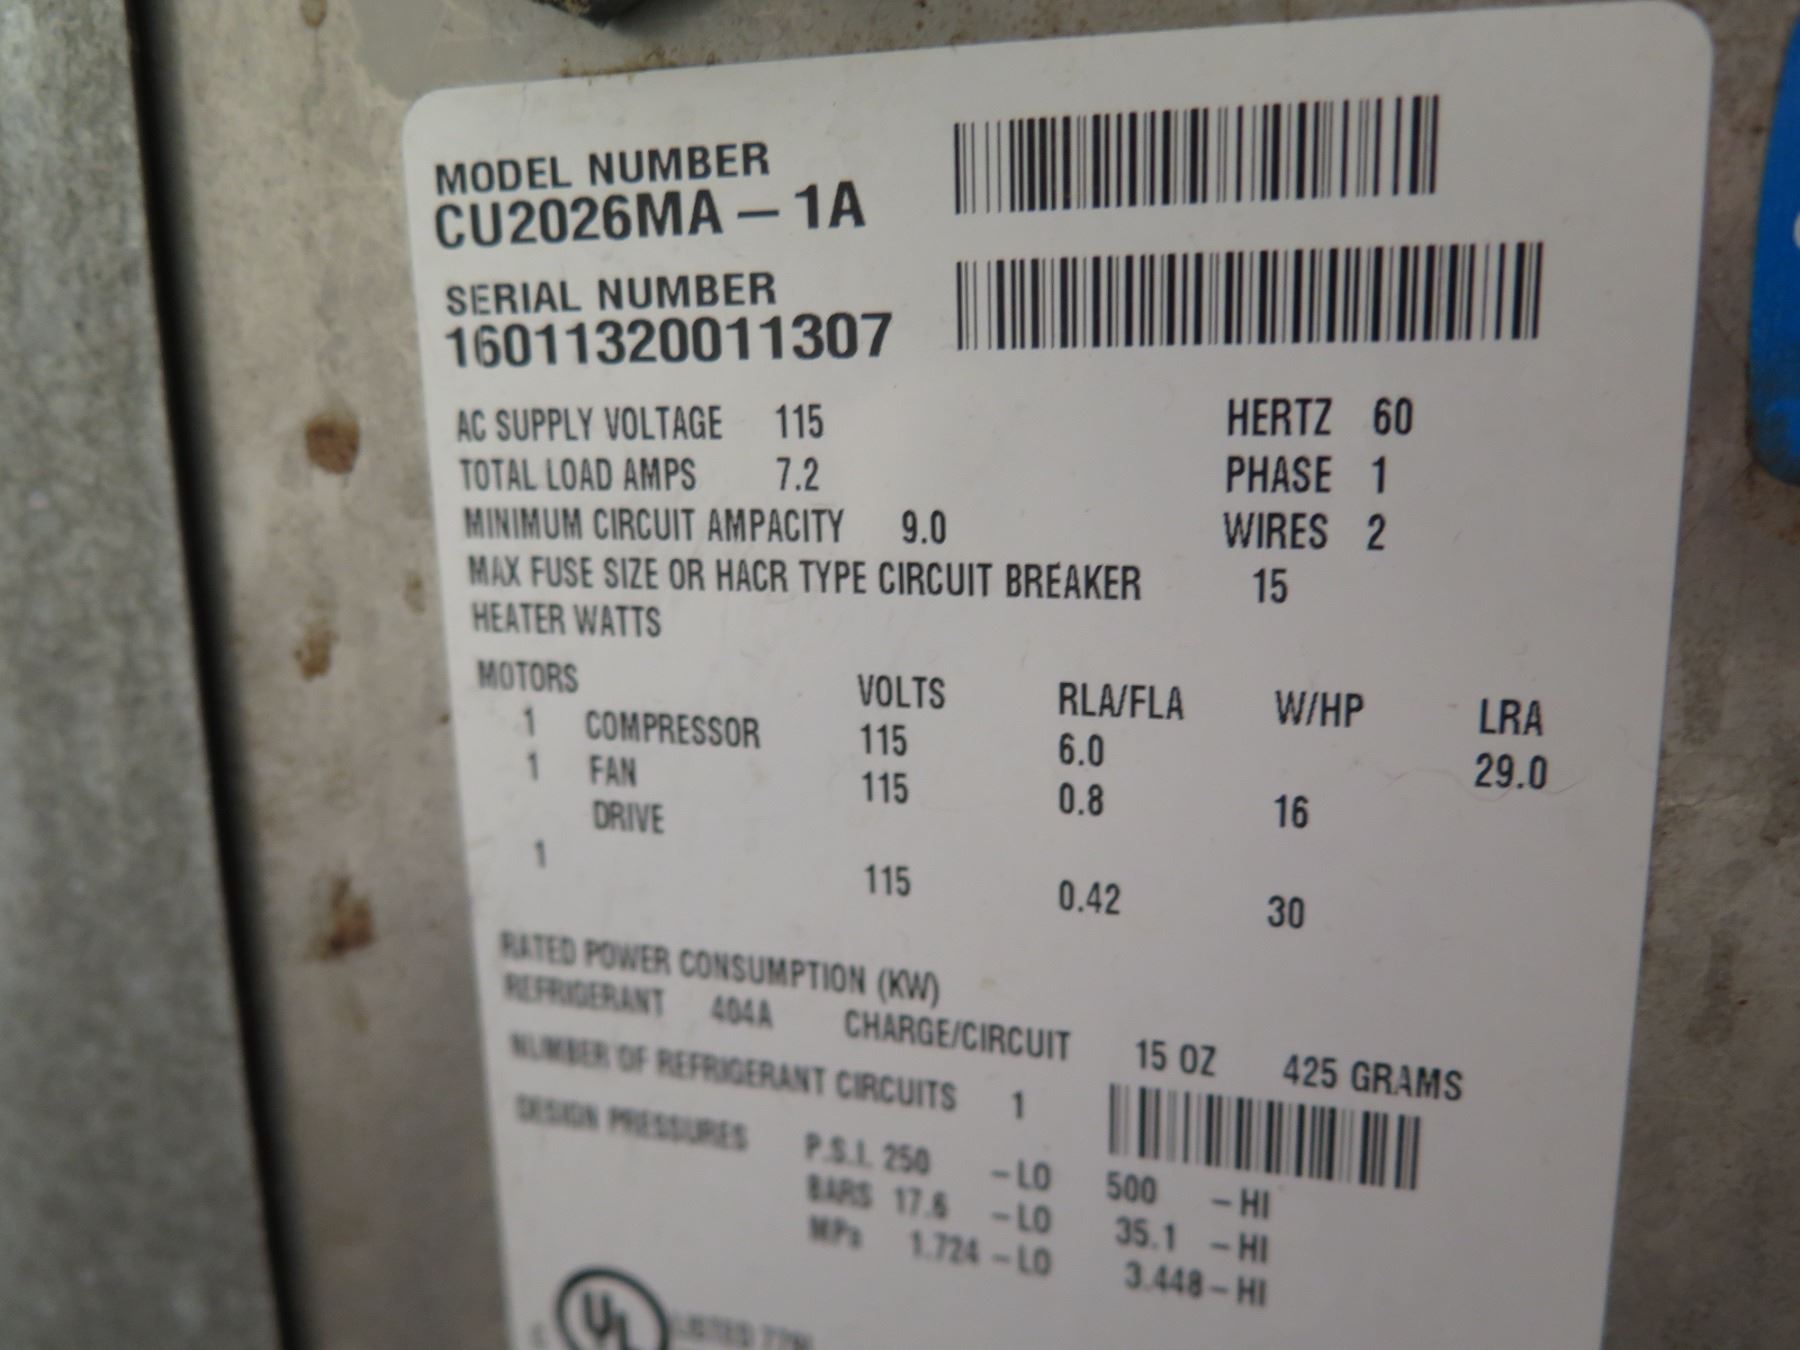 MODEL NUMBER
CU2026MA – 1A
SERIAL NUMBER
16011320011307
AC SUPPLY VOLTAGE 115 HERTZ 60
TOTAL LOAD AMPS 7.2 PHASE 1
MINIMUM CIRCUIT AMPACITY 9.0 WIRES 2
MAX FUSE SIZE OR HACR TYPE CIRCUIT BREAKER 15
HEATER WATTS
MOTORS VOLTS RLA/FLA W/HP LRA
1 COMPRESSOR 115 6.0 29.0
1 FAN 115 0.8 16
DRIVE
1 115 0.42 30
RATED POWER CONSUMPTION (KW)
REFRIGERANT 404A CHARGE/CIRCUIT 15 OZ 425 GRAMS
NUMBER OF REFRIGERANT CIRCUITS 1
DESIGN PRESSURES P.S.I. 250 – LO 500 – HI
BARS 17.6 – LO 35.1 – HI
MPa 1.724 – LO 3.448 – HI
UL LISTED